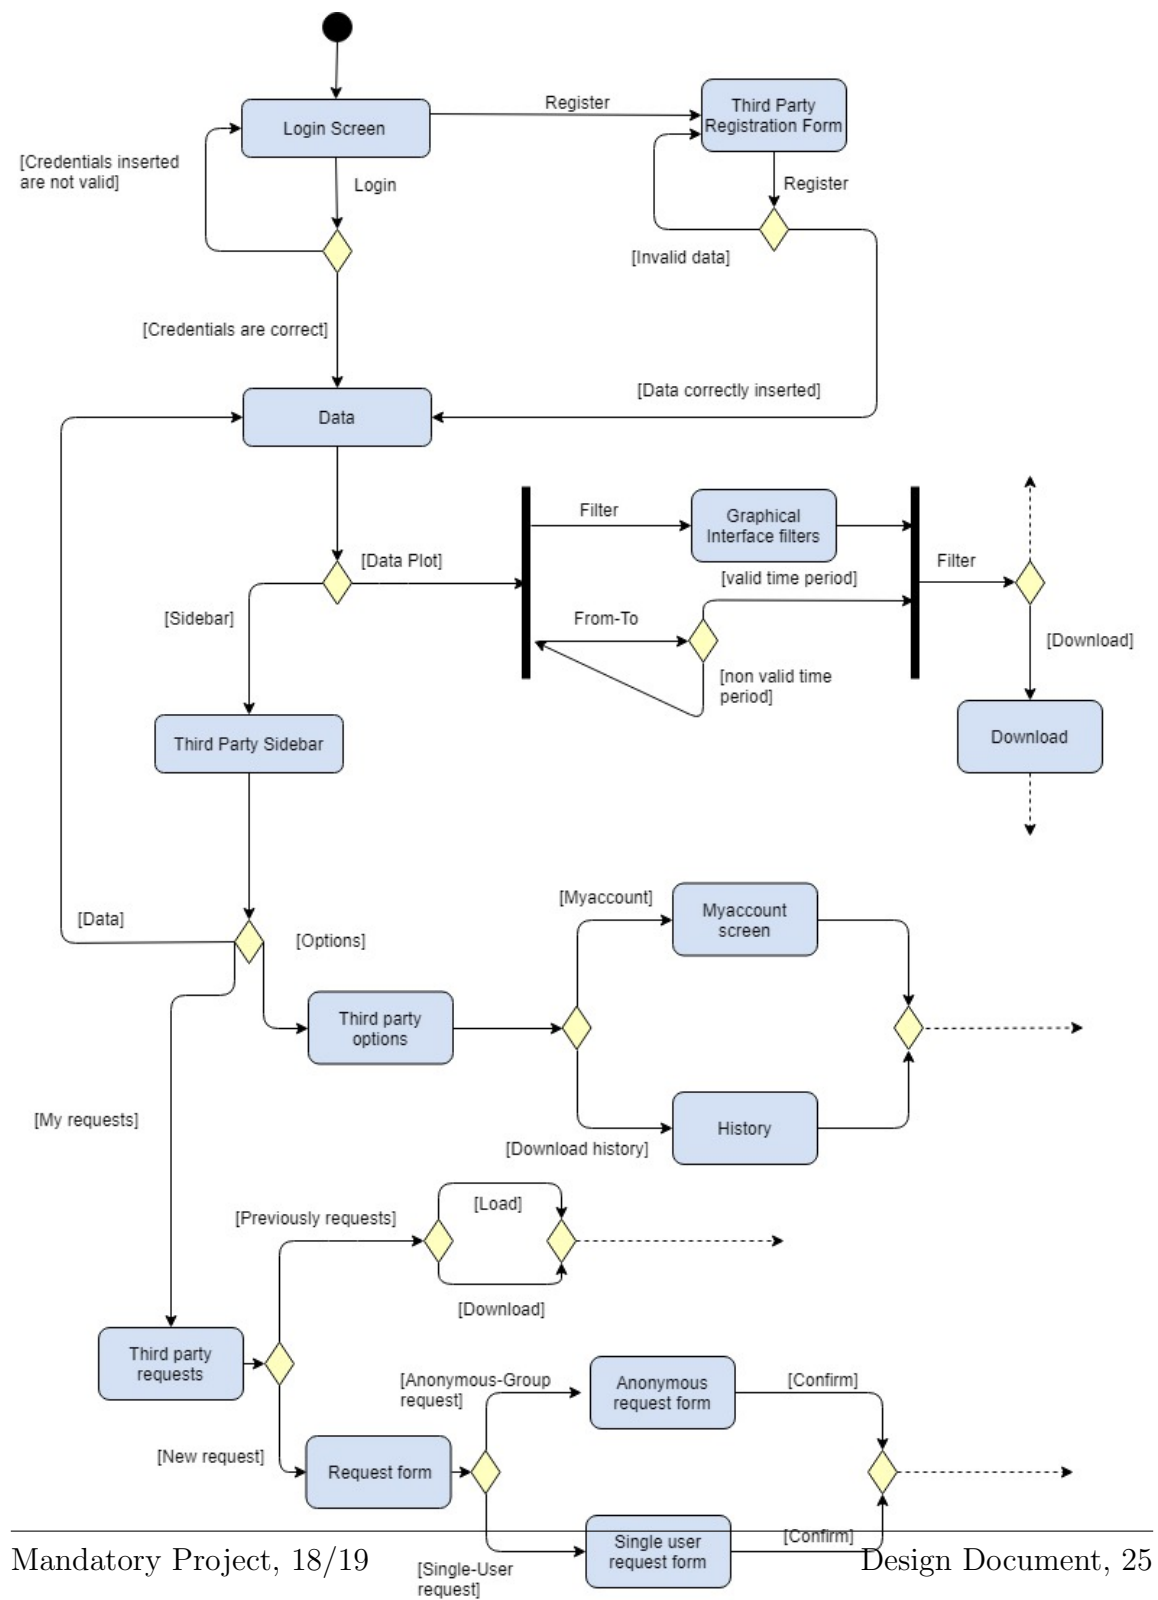 Register
Third Party
Registration Form
Login Screen
[Credentials inserted
are not valid]
Login
Register
[Invalid data]
[Credentials are correct]
[Data correctly inserted]
Data
Filter
Graphical
Interface filters
[Data Plot]
Filter
[valid time period]
[Sidebar]
From-To
[Download]
[non valid time
period]
Third Party Sidebar
Download
[Myaccount]
Myaccount
screen
[Data]
[Options]
Third party
options
[My requests]
History
[Download history]
[Load]
[Previously requests]
[Download]
Third party
requests
[Anonymous-Group
request]
Anonymous
request form
[Confirm]
[New request]
Request form
Single user
request form
[Confirm]
[Single-User
request]
Mandatory Project, 18/19
Design Document, 25